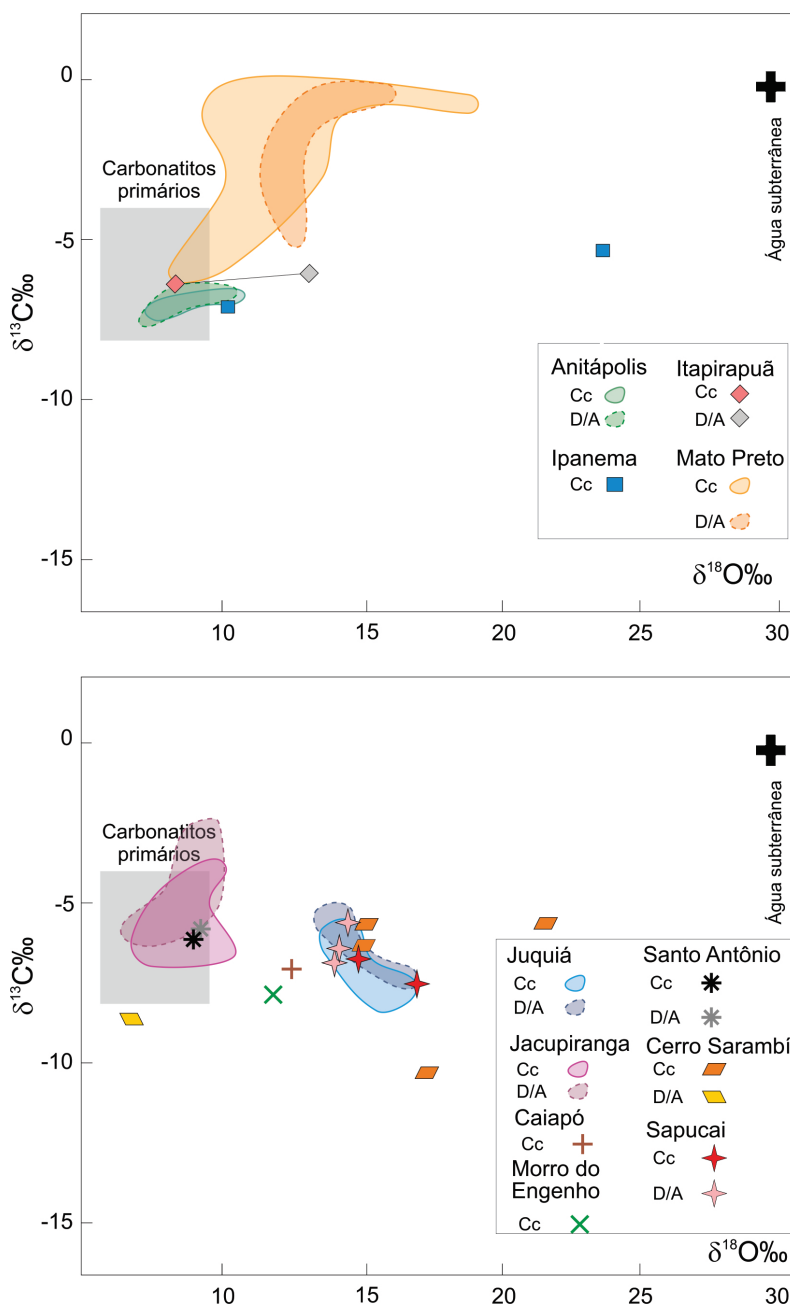 0
Carbonatitos
primários
Água subterrânea
-5
δ¹³C‰
Anitápolis
Cc
D/A
Itapirapuã
Cc
D/A
-10
Ipanema
Cc
Mato Preto
Cc
D/A
-15
δ¹⁸O‰
10 15 20 25 30
0
Carbonatitos
primários
Água subterrânea
-5
δ¹³C‰
Juquiá
Cc
D/A
Santo Antônio
Cc
D/A
Jacupiranga
Cc
D/A
Cerro Sarambí
Cc
D/A
-10
Caiapó
Cc
Sapucai
Cc
D/A
Morro do
Engenho
Cc
-15
δ¹⁸O‰
10 15 20 25 30